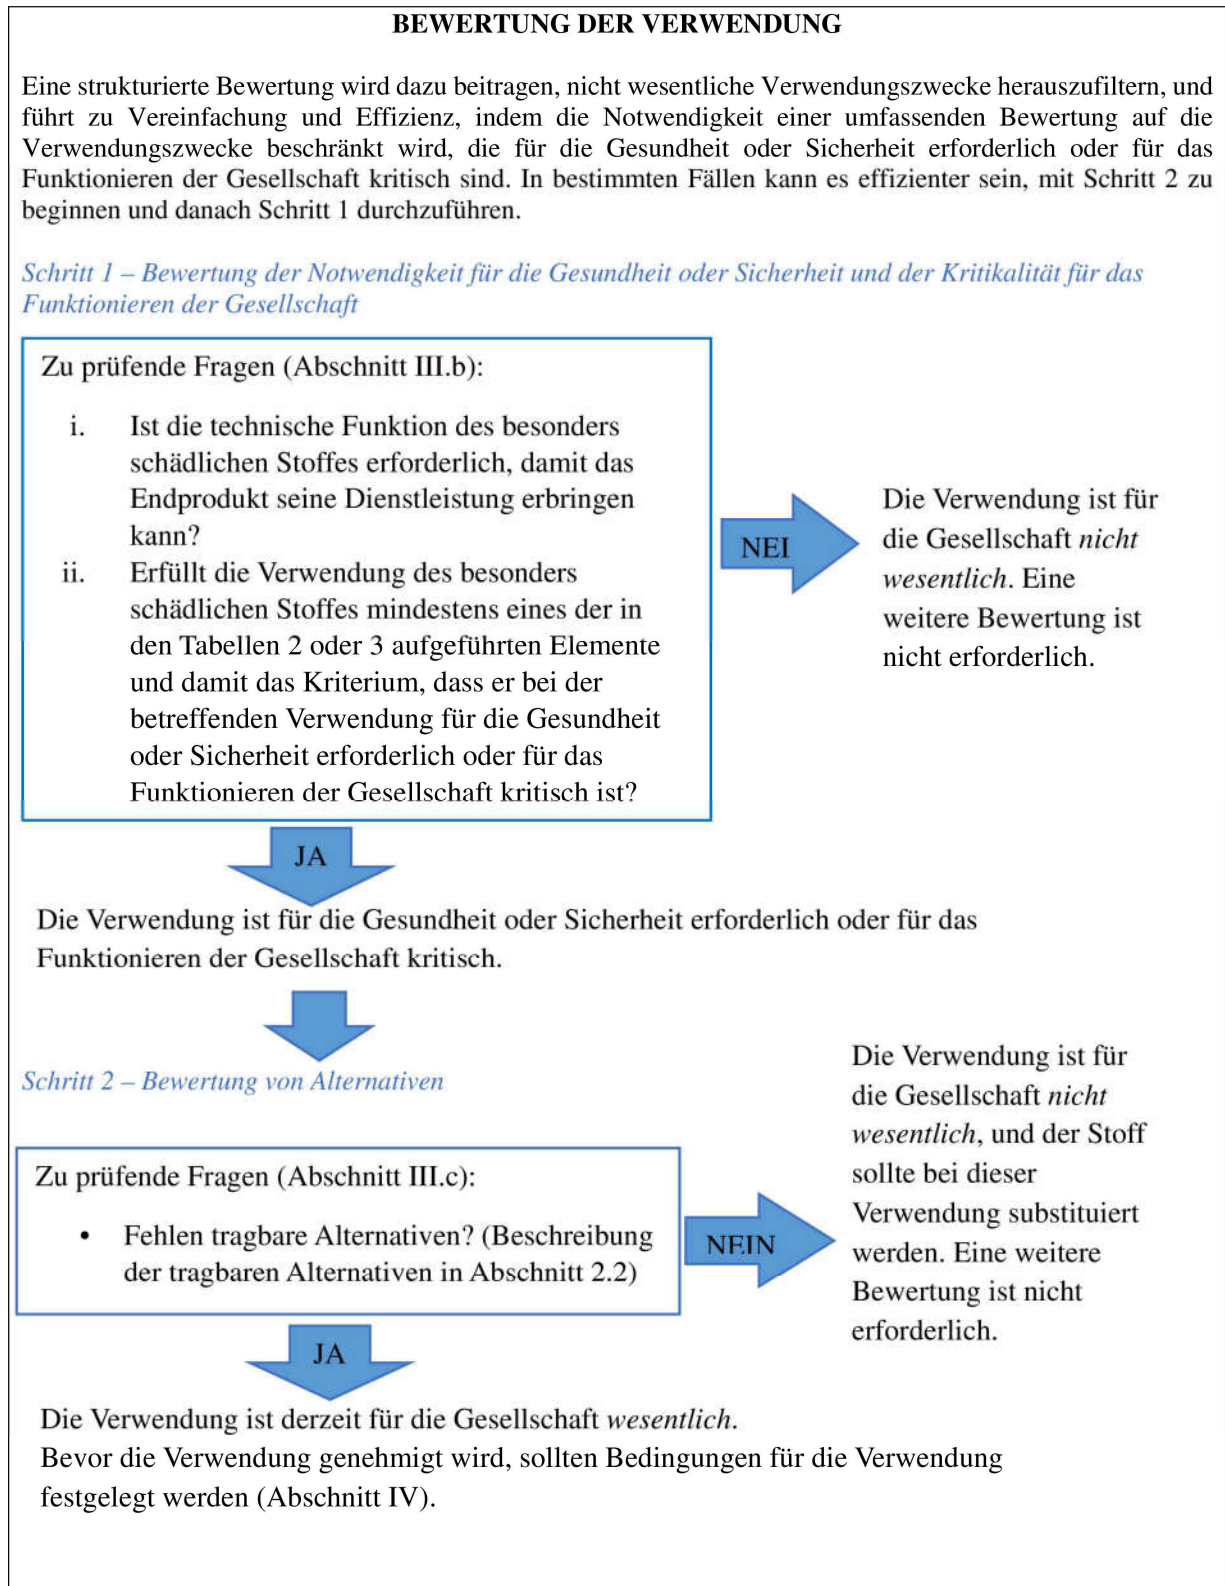 BEWERTUNG DER VERWENDUNG
Eine strukturierte Bewertung wird dazu beitragen, nicht wesentliche Verwendungszwecke herauszufiltern, und
führt zu Vereinfachung und Effizienz, indem die Notwendigkeit einer umfassenden Bewertung auf die
Verwendungszwecke beschränkt wird, die für die Gesundheit oder Sicherheit erforderlich oder für das
Funktionieren der Gesellschaft kritisch sind. In bestimmten Fällen kann es effizienter sein, mit Schritt 2 zu
beginnen und danach Schritt 1 durchzuführen.
Schritt 1 – Bewertung der Notwendigkeit für die Gesundheit oder Sicherheit und der Kritikalität für das
Funktionieren der Gesellschaft
Zu prüfende Fragen (Abschnitt III.b):
i. Ist die technische Funktion des besonders
schädlichen Stoffes erforderlich, damit das
Endprodukt seine Dienstleistung erbringen
kann?
ii. Erfüllt die Verwendung des besonders
schädlichen Stoffes mindestens eines der in
den Tabellen 2 oder 3 aufgeführten Elemente
und damit das Kriterium, dass er bei der
betreffenden Verwendung für die Gesundheit
oder Sicherheit erforderlich oder für das
Funktionieren der Gesellschaft kritisch ist?
NEI
Die Verwendung ist für
die Gesellschaft nicht
wesentlich. Eine
weitere Bewertung ist
nicht erforderlich.
JA
Die Verwendung ist für die Gesundheit oder Sicherheit erforderlich oder für das
Funktionieren der Gesellschaft kritisch.
Schritt 2 – Bewertung von Alternativen
Zu prüfende Fragen (Abschnitt III.c):
• Fehlen tragbare Alternativen? (Beschreibung
der tragbaren Alternativen in Abschnitt 2.2)
NEIN
Die Verwendung ist für
die Gesellschaft nicht
wesentlich, und der Stoff
sollte bei dieser
Verwendung substituiert
werden. Eine weitere
Bewertung ist nicht
erforderlich.
JA
Die Verwendung ist derzeit für die Gesellschaft wesentlich.
Bevor die Verwendung genehmigt wird, sollten Bedingungen für die Verwendung
festgelegt werden (Abschnitt IV).